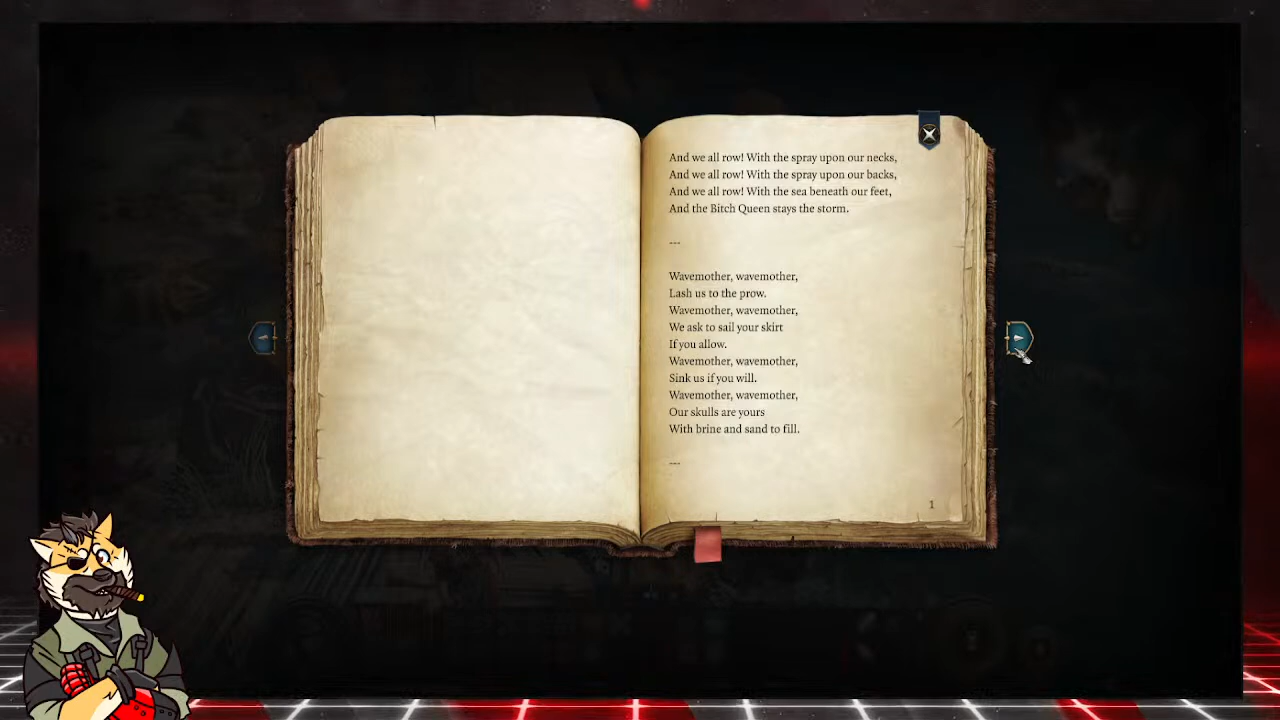 And we all row! With the spray upon our necks,
And we all row! With the spray upon our backs,
And we all row! With the sea beneath our feet,
And the Bitch Queen stays the storm.
---
Wavemother, wavemother,
Lash us to the prow.
Wavemother, wavemother,
We ask to sail your skirt
If you allow.
Wavemother, wavemother,
Sink us if you will.
Wavemother, wavemother,
Our skulls are yours
With brine and sand to fill.
---
1